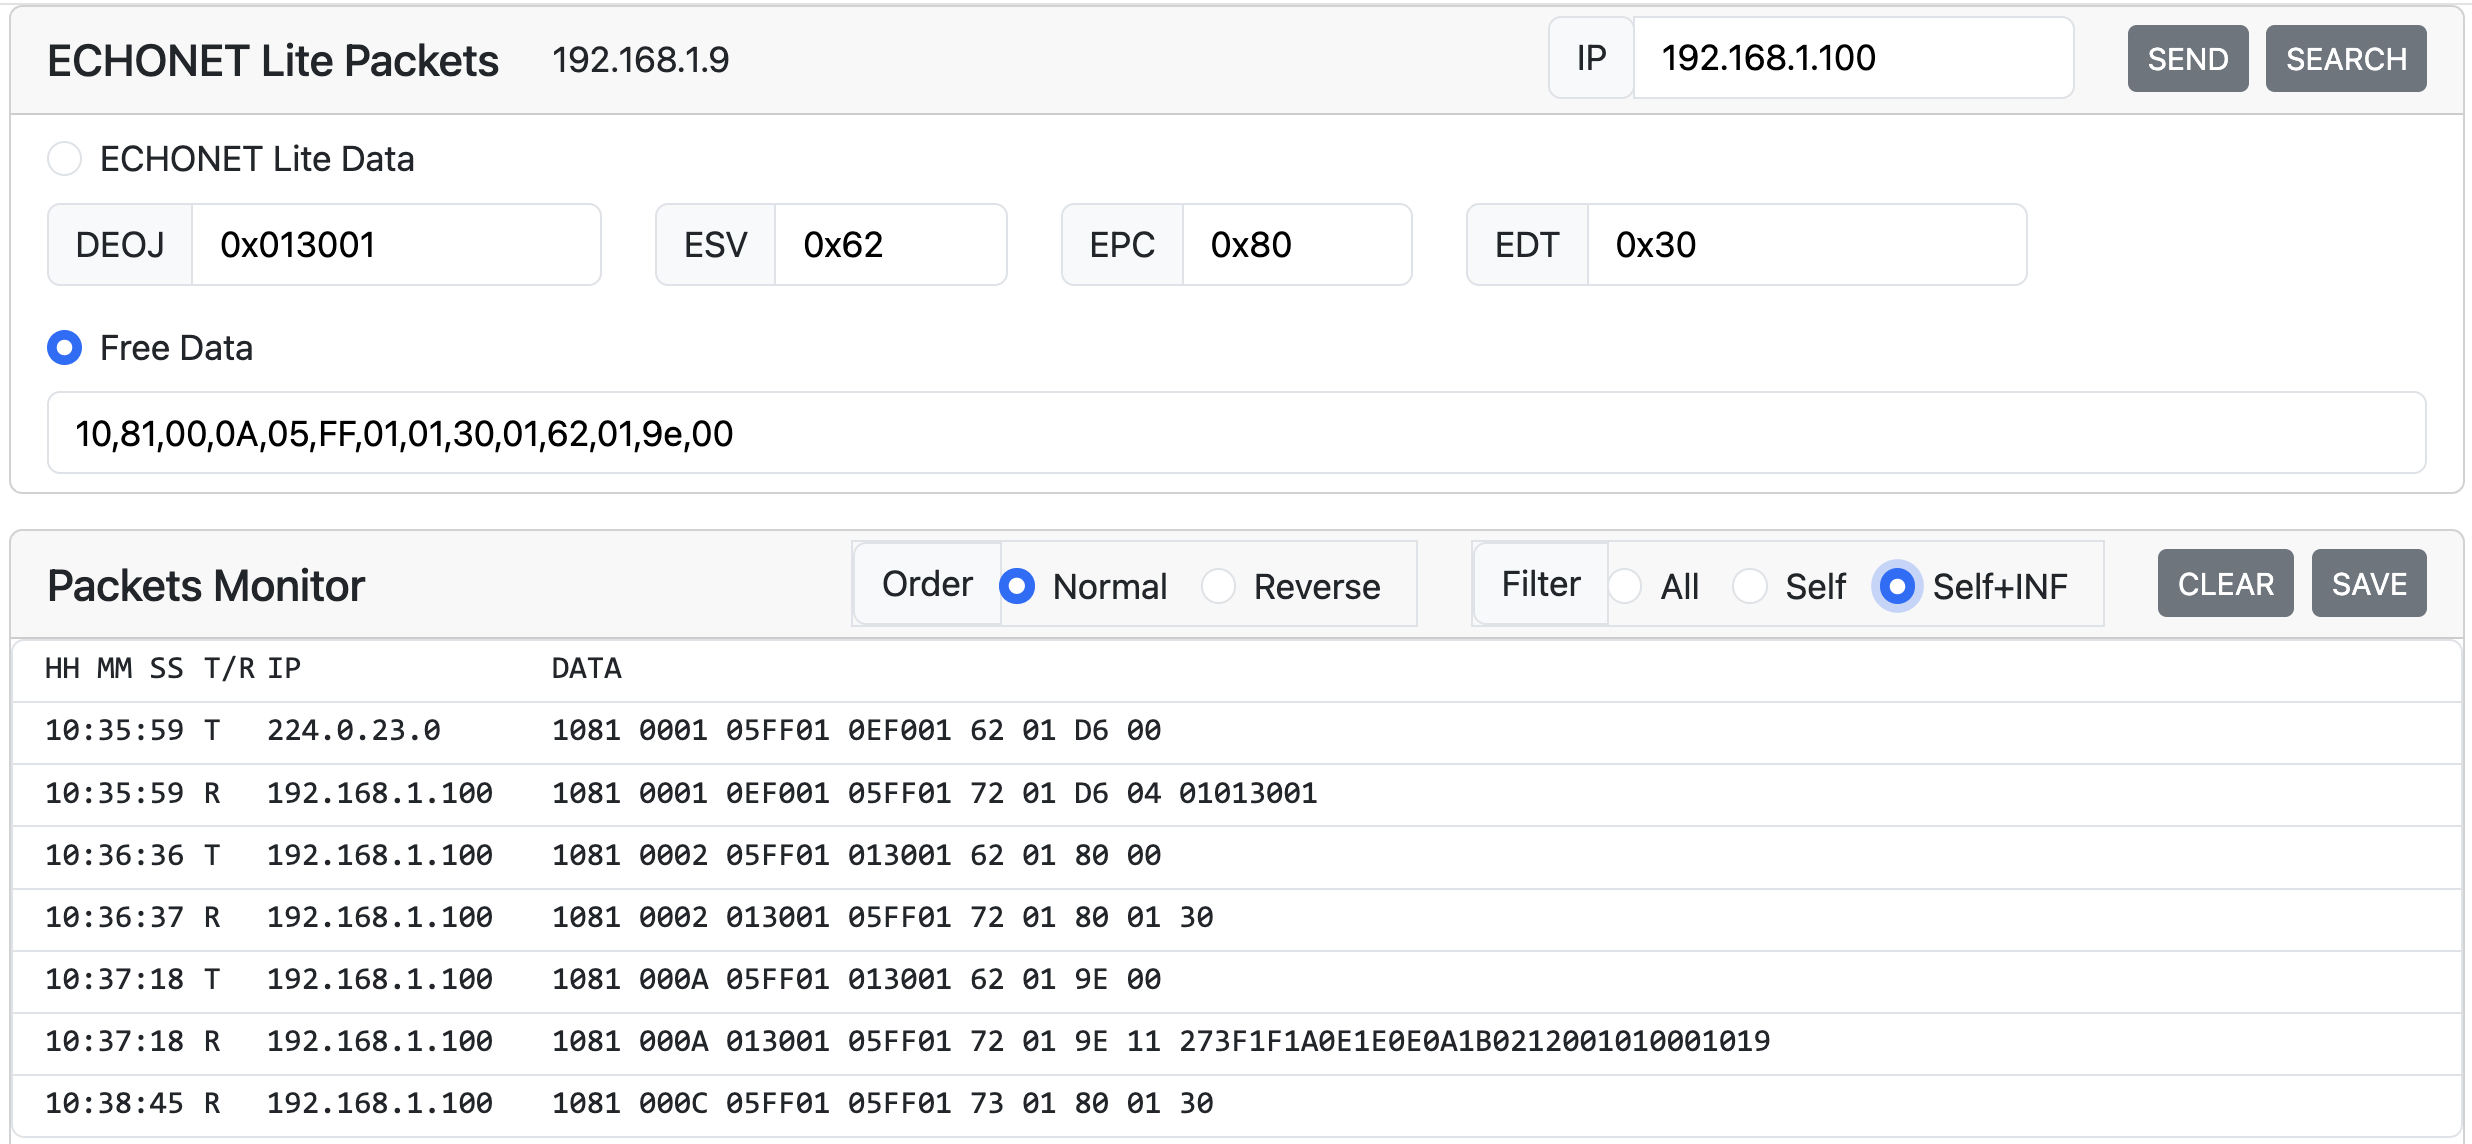 ECHONET Lite Packets 192.168.1.9 IP 192.168.1.100 SEND SEARCH
ECHONET Lite Data
DEOJ 0x013001 ESV 0x62 EPC 0x80 EDT 0x30
Free Data
10,81,00,0A,05,FF,01,01,30,01,62,01,9e,00
Packets Monitor Order Normal Reverse Filter All Self Self+INF CLEAR SAVE
HH MM SS T/R IP DATA
10:35:59 T 224.0.23.0 1081 0001 05FF01 0EF001 62 01 D6 00
10:35:59 R 192.168.1.100 1081 0001 0EF001 05FF01 72 01 D6 04 01013001
10:36:36 T 192.168.1.100 1081 0002 05FF01 013001 62 01 80 00
10:36:37 R 192.168.1.100 1081 0002 013001 05FF01 72 01 80 01 30
10:37:18 T 192.168.1.100 1081 000A 05FF01 013001 62 01 9E 00
10:37:18 R 192.168.1.100 1081 000A 013001 05FF01 72 01 9E 11 273F1F1A0E1E0E0A1B0212001010001019
10:38:45 R 192.168.1.100 1081 000C 05FF01 05FF01 73 01 80 01 30